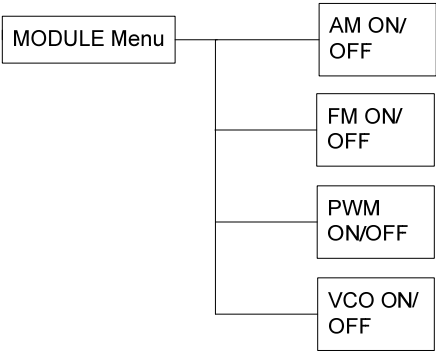 MODULE Menu
AM ON/
OFF
FM ON/
OFF
PWM
ON/OFF
VCO ON/
OFF